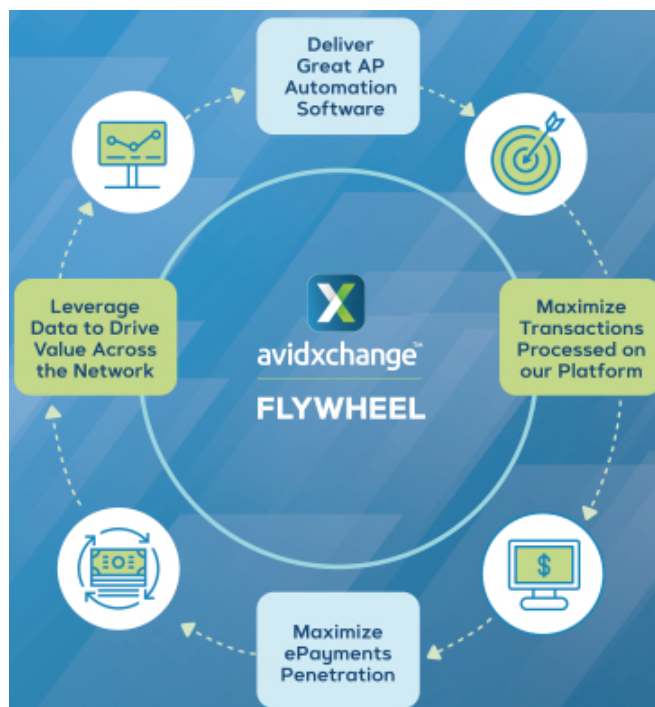 Deliver
Great AP
Automation
Software
Leverage
Data to Drive
Value Across
the Network
avidxchange™
FLYWHEEL
Maximize
Transactions
Processed on
our Platform
$
Maximize
ePayments
Penetration